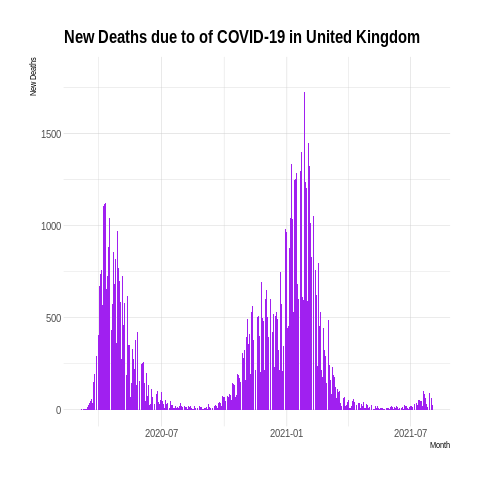 New Deaths due to of COVID-19 in United Kingdom
New Deaths
1500
1000
500
0
2020-07
2021-01
2021-07
Month